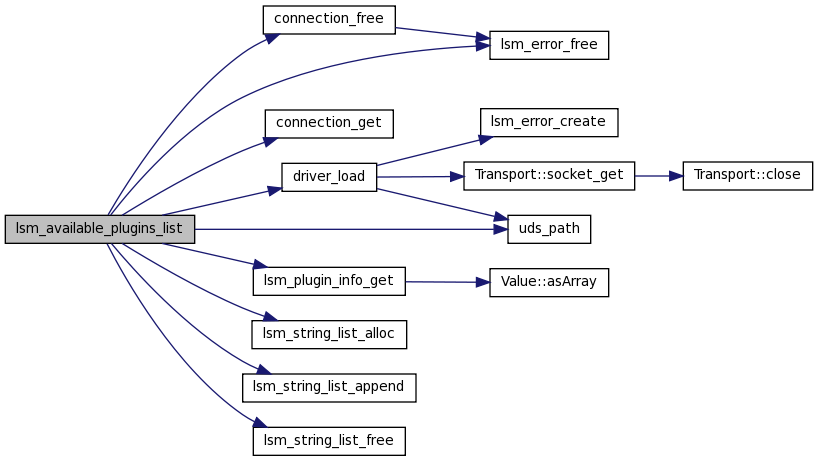 connection_free
lsm_error_free
connection_get
lsm_error_create
driver_load
Transport::socket_get
Transport::close
lsm_available_plugins_list
uds_path
lsm_plugin_info_get
Value::asArray
lsm_string_list_alloc
lsm_string_list_append
lsm_string_list_free